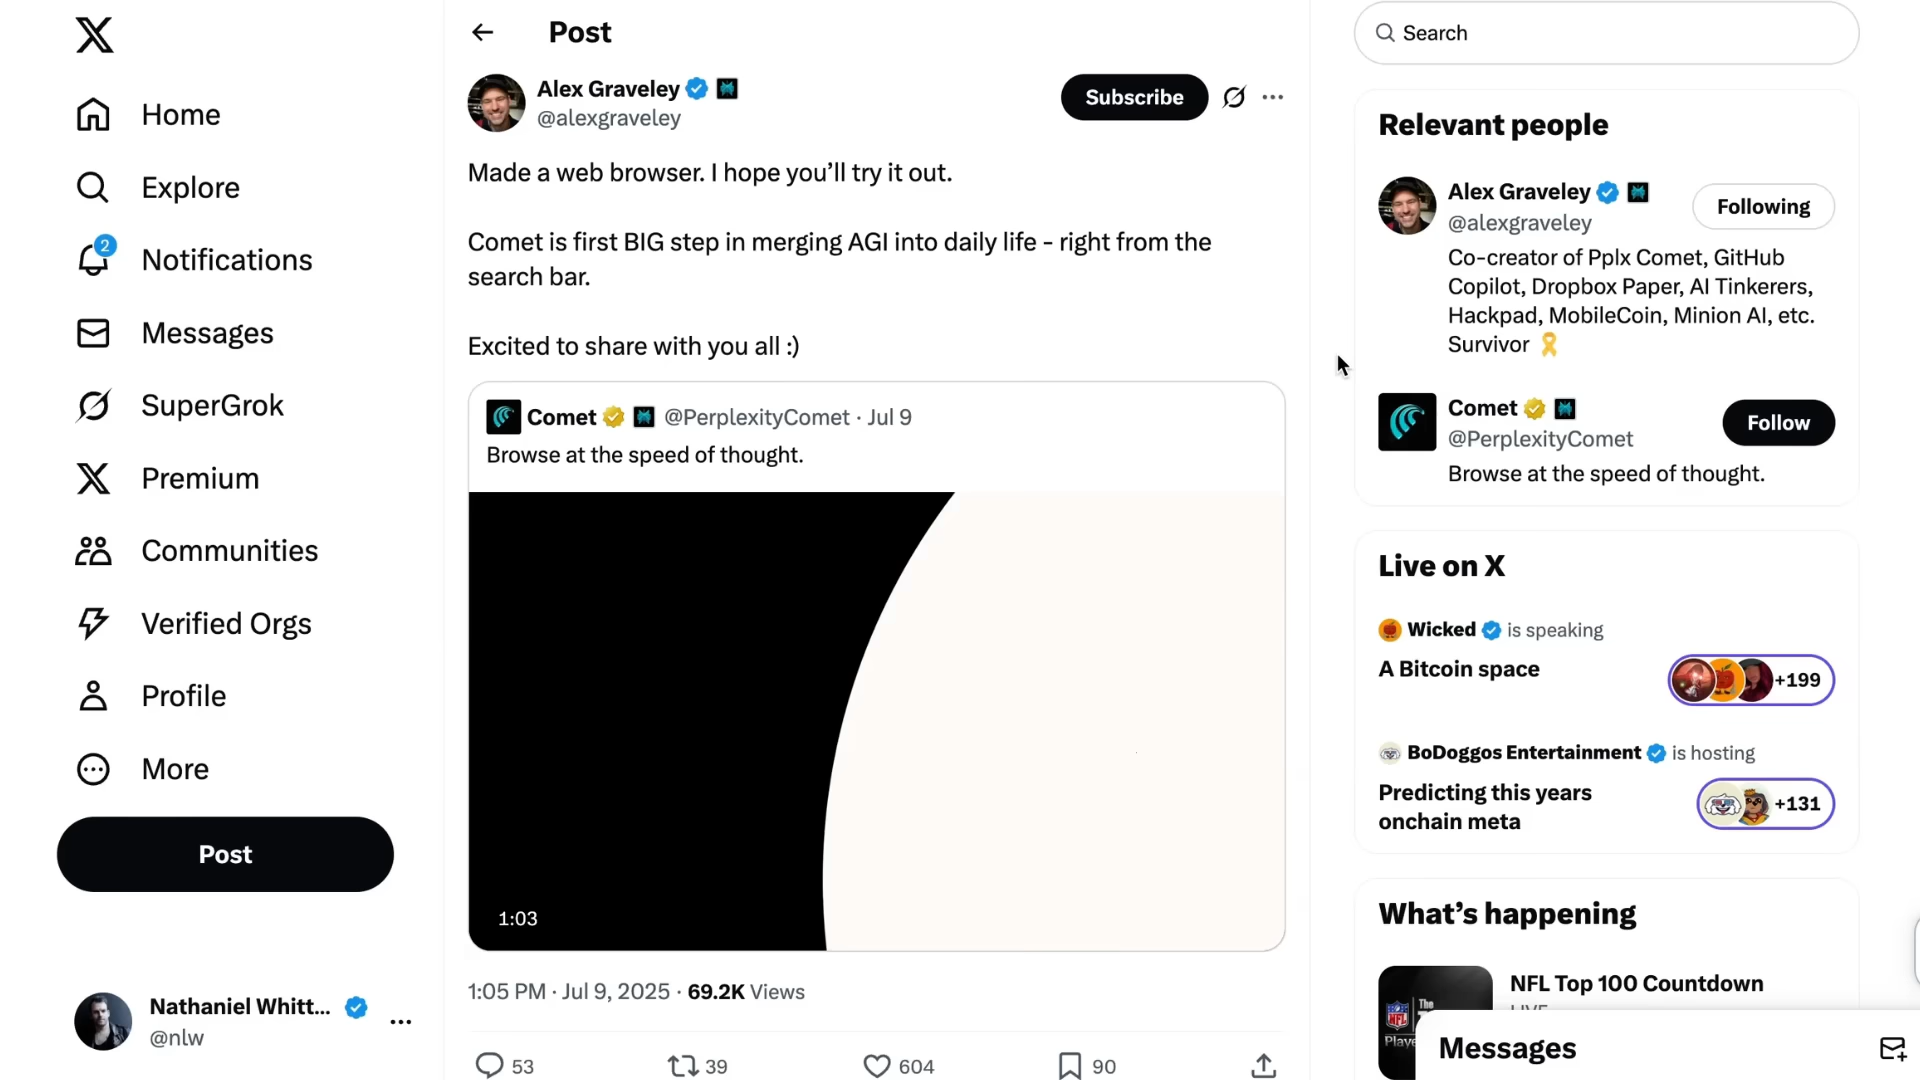 Home
Explore
2
Notifications
Messages
SuperGrok
Premium
Communities
Verified Orgs
Profile
More
Post
Nathaniel Whitt...
@nlw
Post
Alex Graveley
@alexgraveley
Subscribe
Made a web browser. I hope you’ll try it out.
Comet is first BIG step in merging AGI into daily life - right from the
search bar.
Excited to share with you all :)
Comet @PerplexityComet · Jul 9
Browse at the speed of thought.
1:03
1:05 PM · Jul 9, 2025 · 69.2K Views
53
39
604
90
Search
Relevant people
Alex Graveley
@alexgraveley
Following
Co-creator of Pplx Comet, GitHub
Copilot, Dropbox Paper, AI Tinkerers,
Hackpad, MobileCoin, Minion AI, etc.
Survivor 🎗️
Comet
@PerplexityComet
Follow
Browse at the speed of thought.
Live on X
Wicked is speaking
A Bitcoin space
+199
BoDoggos Entertainment is hosting
Predicting this years
onchain meta
+131
What’s happening
NFL Top 100 Countdown
LIVE
NFL
The
Playe
Messages